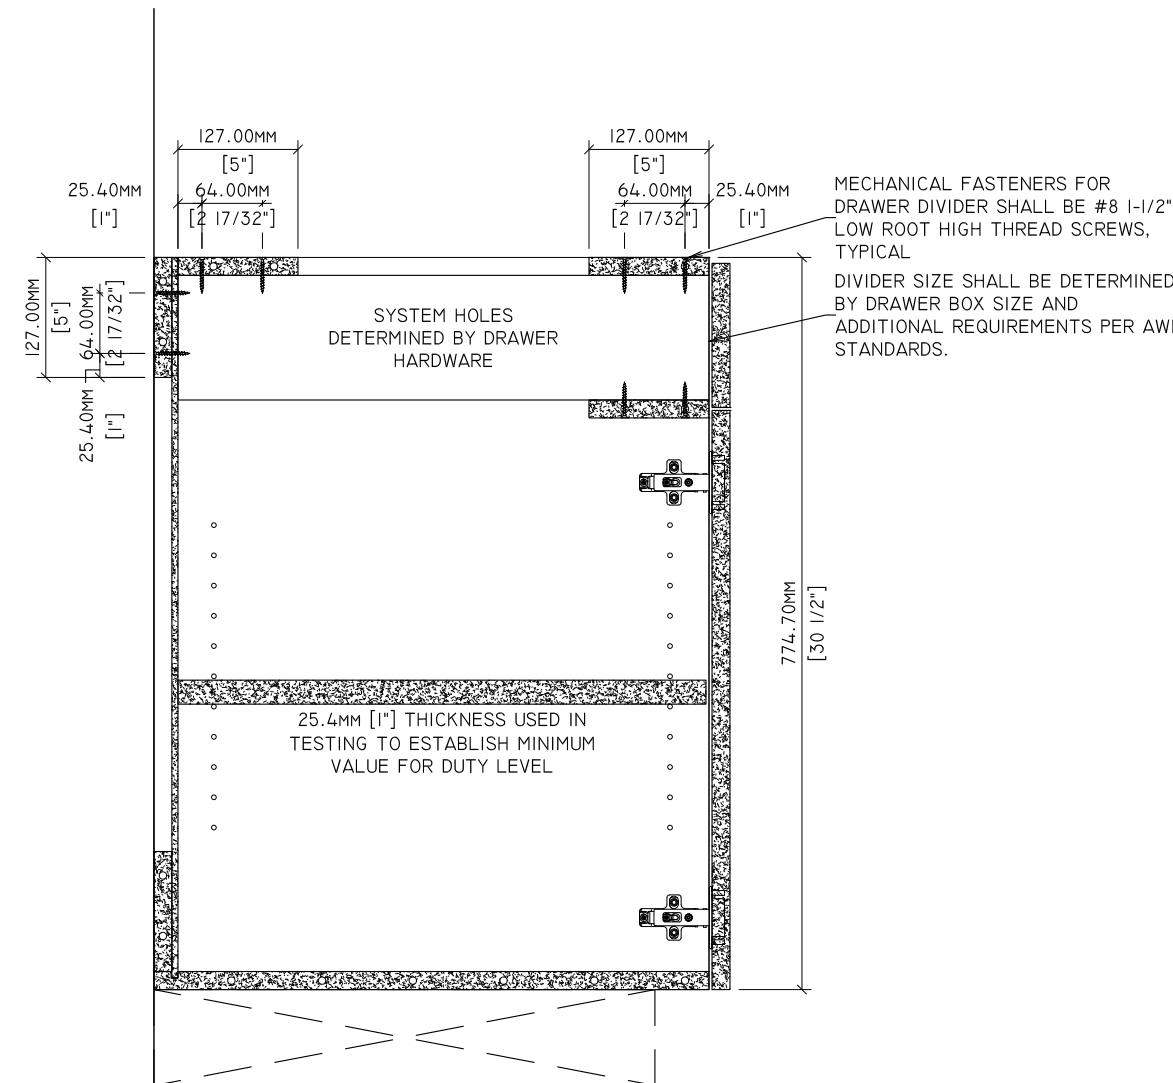 127.00MM
[5"]
127.00MM
[5"]
25.40MM
[1"]
64.00MM
[2 17/32"]
64.00MM
[2 17/32"]
25.40MM
[1"]
MECHANICAL FASTENERS FOR
DRAWER DIVIDER SHALL BE #8 1-1/2"
LOW ROOT HIGH THREAD SCREWS,
TYPICAL
DIVIDER SIZE SHALL BE DETERMINED
BY DRAWER BOX SIZE AND
ADDITIONAL REQUIREMENTS PER
STANDARDS.
127.00MM
[5"]
64.00MM
[2 17/32"]
25.40MM
[1"]
SYSTEM HOLES
DETERMINED BY DRAWER
HARDWARE
774.70MM
[30 1/2"]
25.4MM [1"] THICKNESS USED IN
TESTING TO ESTABLISH MINIMUM
VALUE FOR DUTY LEVEL